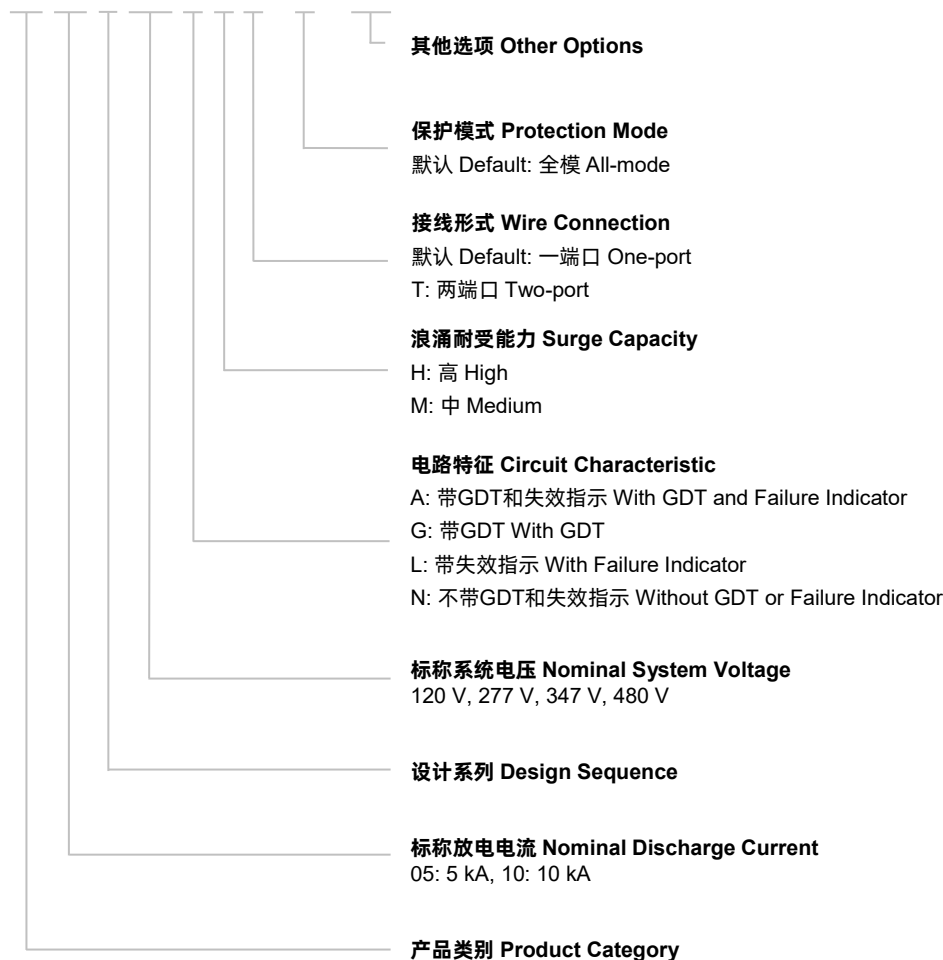 其他选项 Other Options
保护模式 Protection Mode
默认 Default: 全模 All-mode
接线形式 Wire Connection
默认 Default: 一端口 One-port
T: 两端口 Two-port
浪涌耐受能力 Surge Capacity
H: 高 High
M: 中 Medium
电路特征 Circuit Characteristic
A: 带GDT和失效指示 With GDT and Failure Indicator
G: 带GDT With GDT
L: 带失效指示 With Failure Indicator
N: 不带GDT和失效指示 Without GDT or Failure Indicator
标称系统电压 Nominal System Voltage
120 V, 277 V, 347 V, 480 V
设计系列 Design Sequence
标称放电电流 Nominal Discharge Current
05: 5 kA, 10: 10 kA
产品类别 Product Category